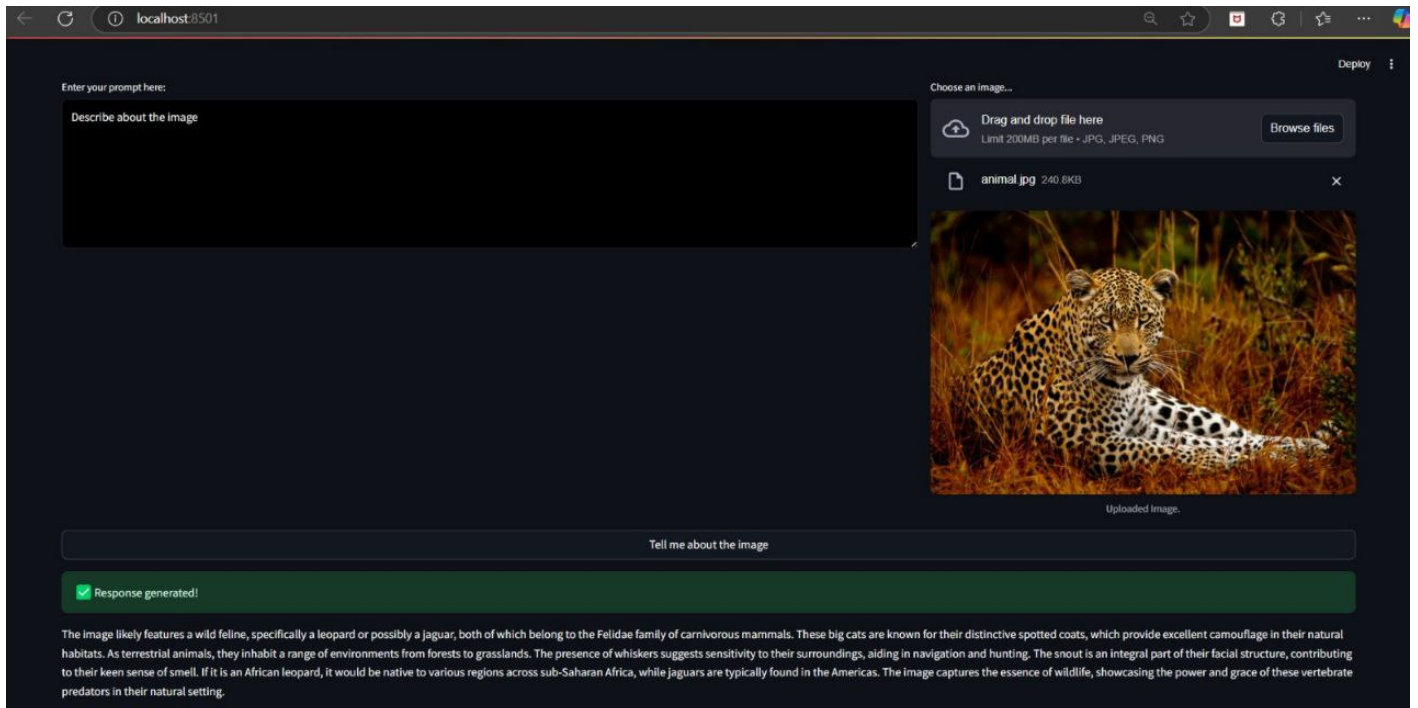 localhost:8501
Deploy
Enter your prompt here:
Choose an image...
Describe about the image
Drag and drop file here
Limit 200MB per file • JPG, JPEG, PNG
Browse files
animal.jpg 240.8KB
Uploaded Image.
Tell me about the image
Response generated!
The image likely features a wild feline, specifically a leopard or possibly a jaguar, both of which belong to the Felidae family of carnivorous mammals. These big cats are known for their distinctive spotted coats, which provide excellent camouflage in their natural
habitats. As terrestrial animals, they inhabit a range of environments from forests to grasslands. The presence of whiskers suggests sensitivity to their surroundings, aiding in navigation and hunting. The snout is an integral part of their facial structure, contributing
to their keen sense of smell. If it is an African leopard, it would be native to various regions across sub-Saharan Africa, while jaguars are typically found in the Americas. The image captures the essence of wildlife, showcasing the power and grace of these vertebrate
predators in their natural setting.